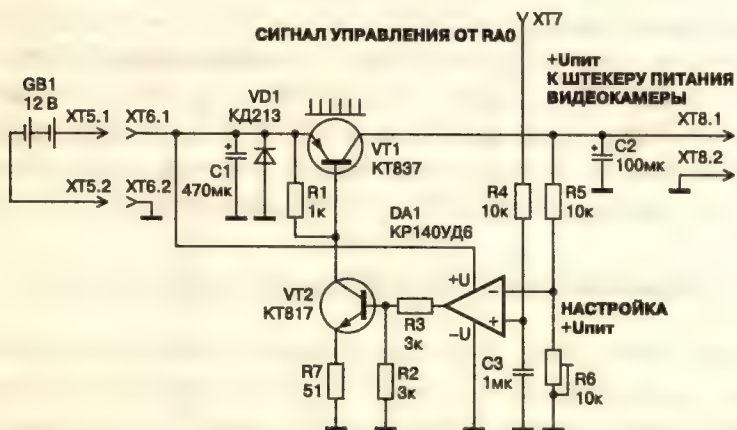 XT7
СИГНАЛ УПРАВЛЕНИЯ ОТ RA0
+Uпит
К ШТЕКЕРУ ПИТАНИЯ
ВИДЕОКАМЕРЫ
GB1
12 В
XT5.1
XT6.1
VD1
КД213
XT8.1
C1
470мк
+
VT1
КТ837
+
C2
100мк
XT5.2
XT6.2
XT8.2
R1
1к
R4
10к
R5
10к
DA1
КР140УД6
+U
−
НАСТРОЙКА
+Uпит
VT2
КТ817
−U
+
R3
3к
R7
51
R2
3к
C3
1мк
R6
10к